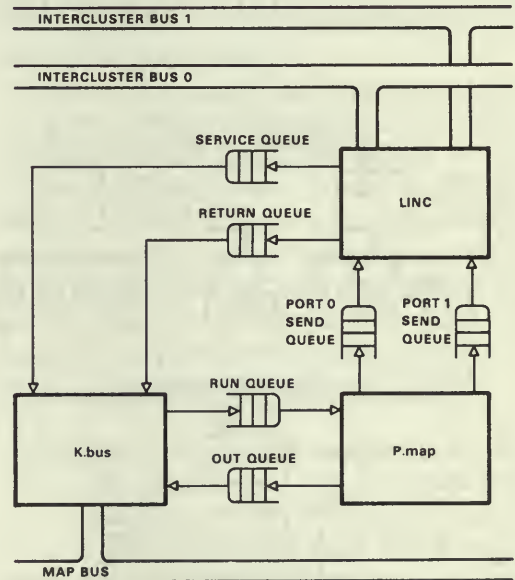 INTERCLUSTER BUS 1
INTERCLUSTER BUS 0
SERVICE QUEUE
LINC
RETURN QUEUE
PORT 0
SEND
QUEUE
PORT 1
SEND
QUEUE
RUN QUEUE
K.bus
P.map
OUT QUEUE
MAP BUS